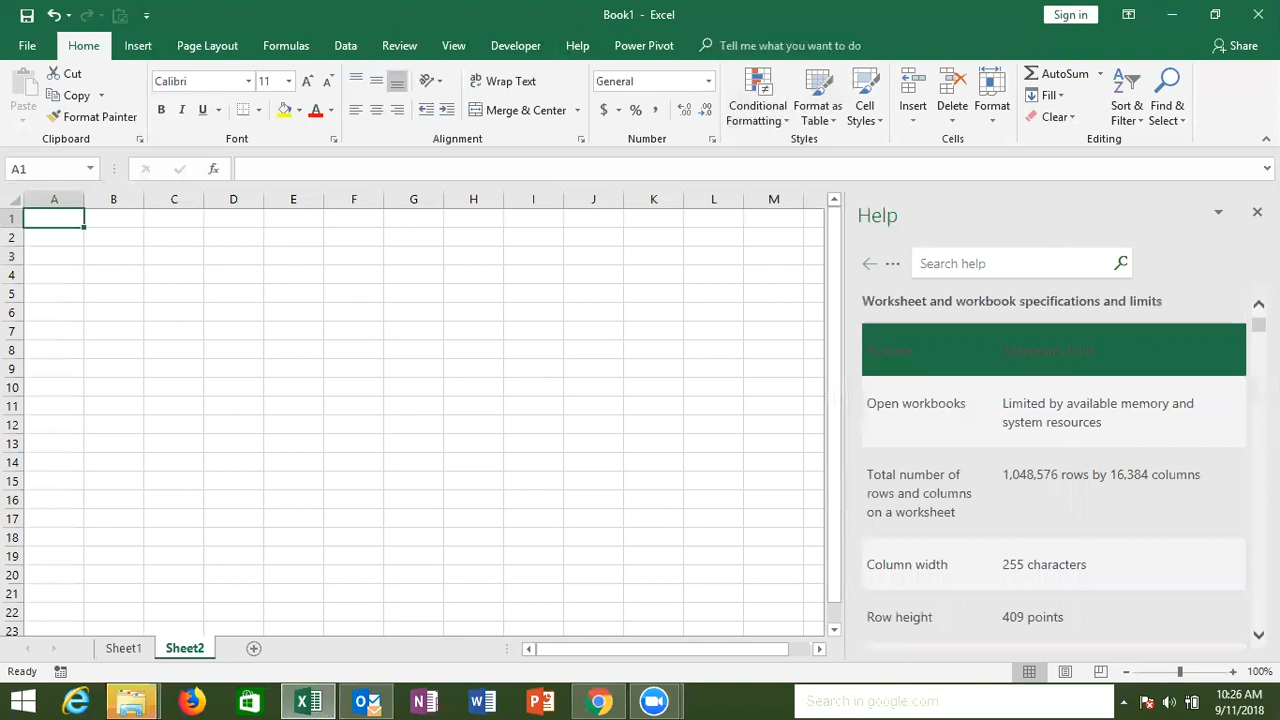 Book1 - Excel
Sign in
File Home Insert Page Layout Formulas Data Review View Developer Help Power Pivot Tell me what you want to do Share
Paste
Cut
Copy
Format Painter
Calibri 11
B I U A
Wrap Text
Merge & Center
General
$ % ,
Conditional Formatting
Format as Table
Cell Styles
Insert Delete Format
AutoSum
Fill
Clear
Sort & Filter
Find & Select
Clipboard Font Alignment Number Styles Cells Editing
A1 fx
A B C D E F G H I J K L M
1
2
3
4
5
6
7
8
9
10
11
12
13
14
15
16
17
18
19
20
21
22
23
Help
Search help
Worksheet and workbook specifications and limits
Open workbooks Limited by available memory and
system resources
Total number of 1,048,576 rows by 16,384 columns
rows and columns
on a worksheet
Column width 255 characters
Row height 409 points
Sheet1 Sheet2
Ready 100%
Search in google.com
10:26 AM
9/11/2018